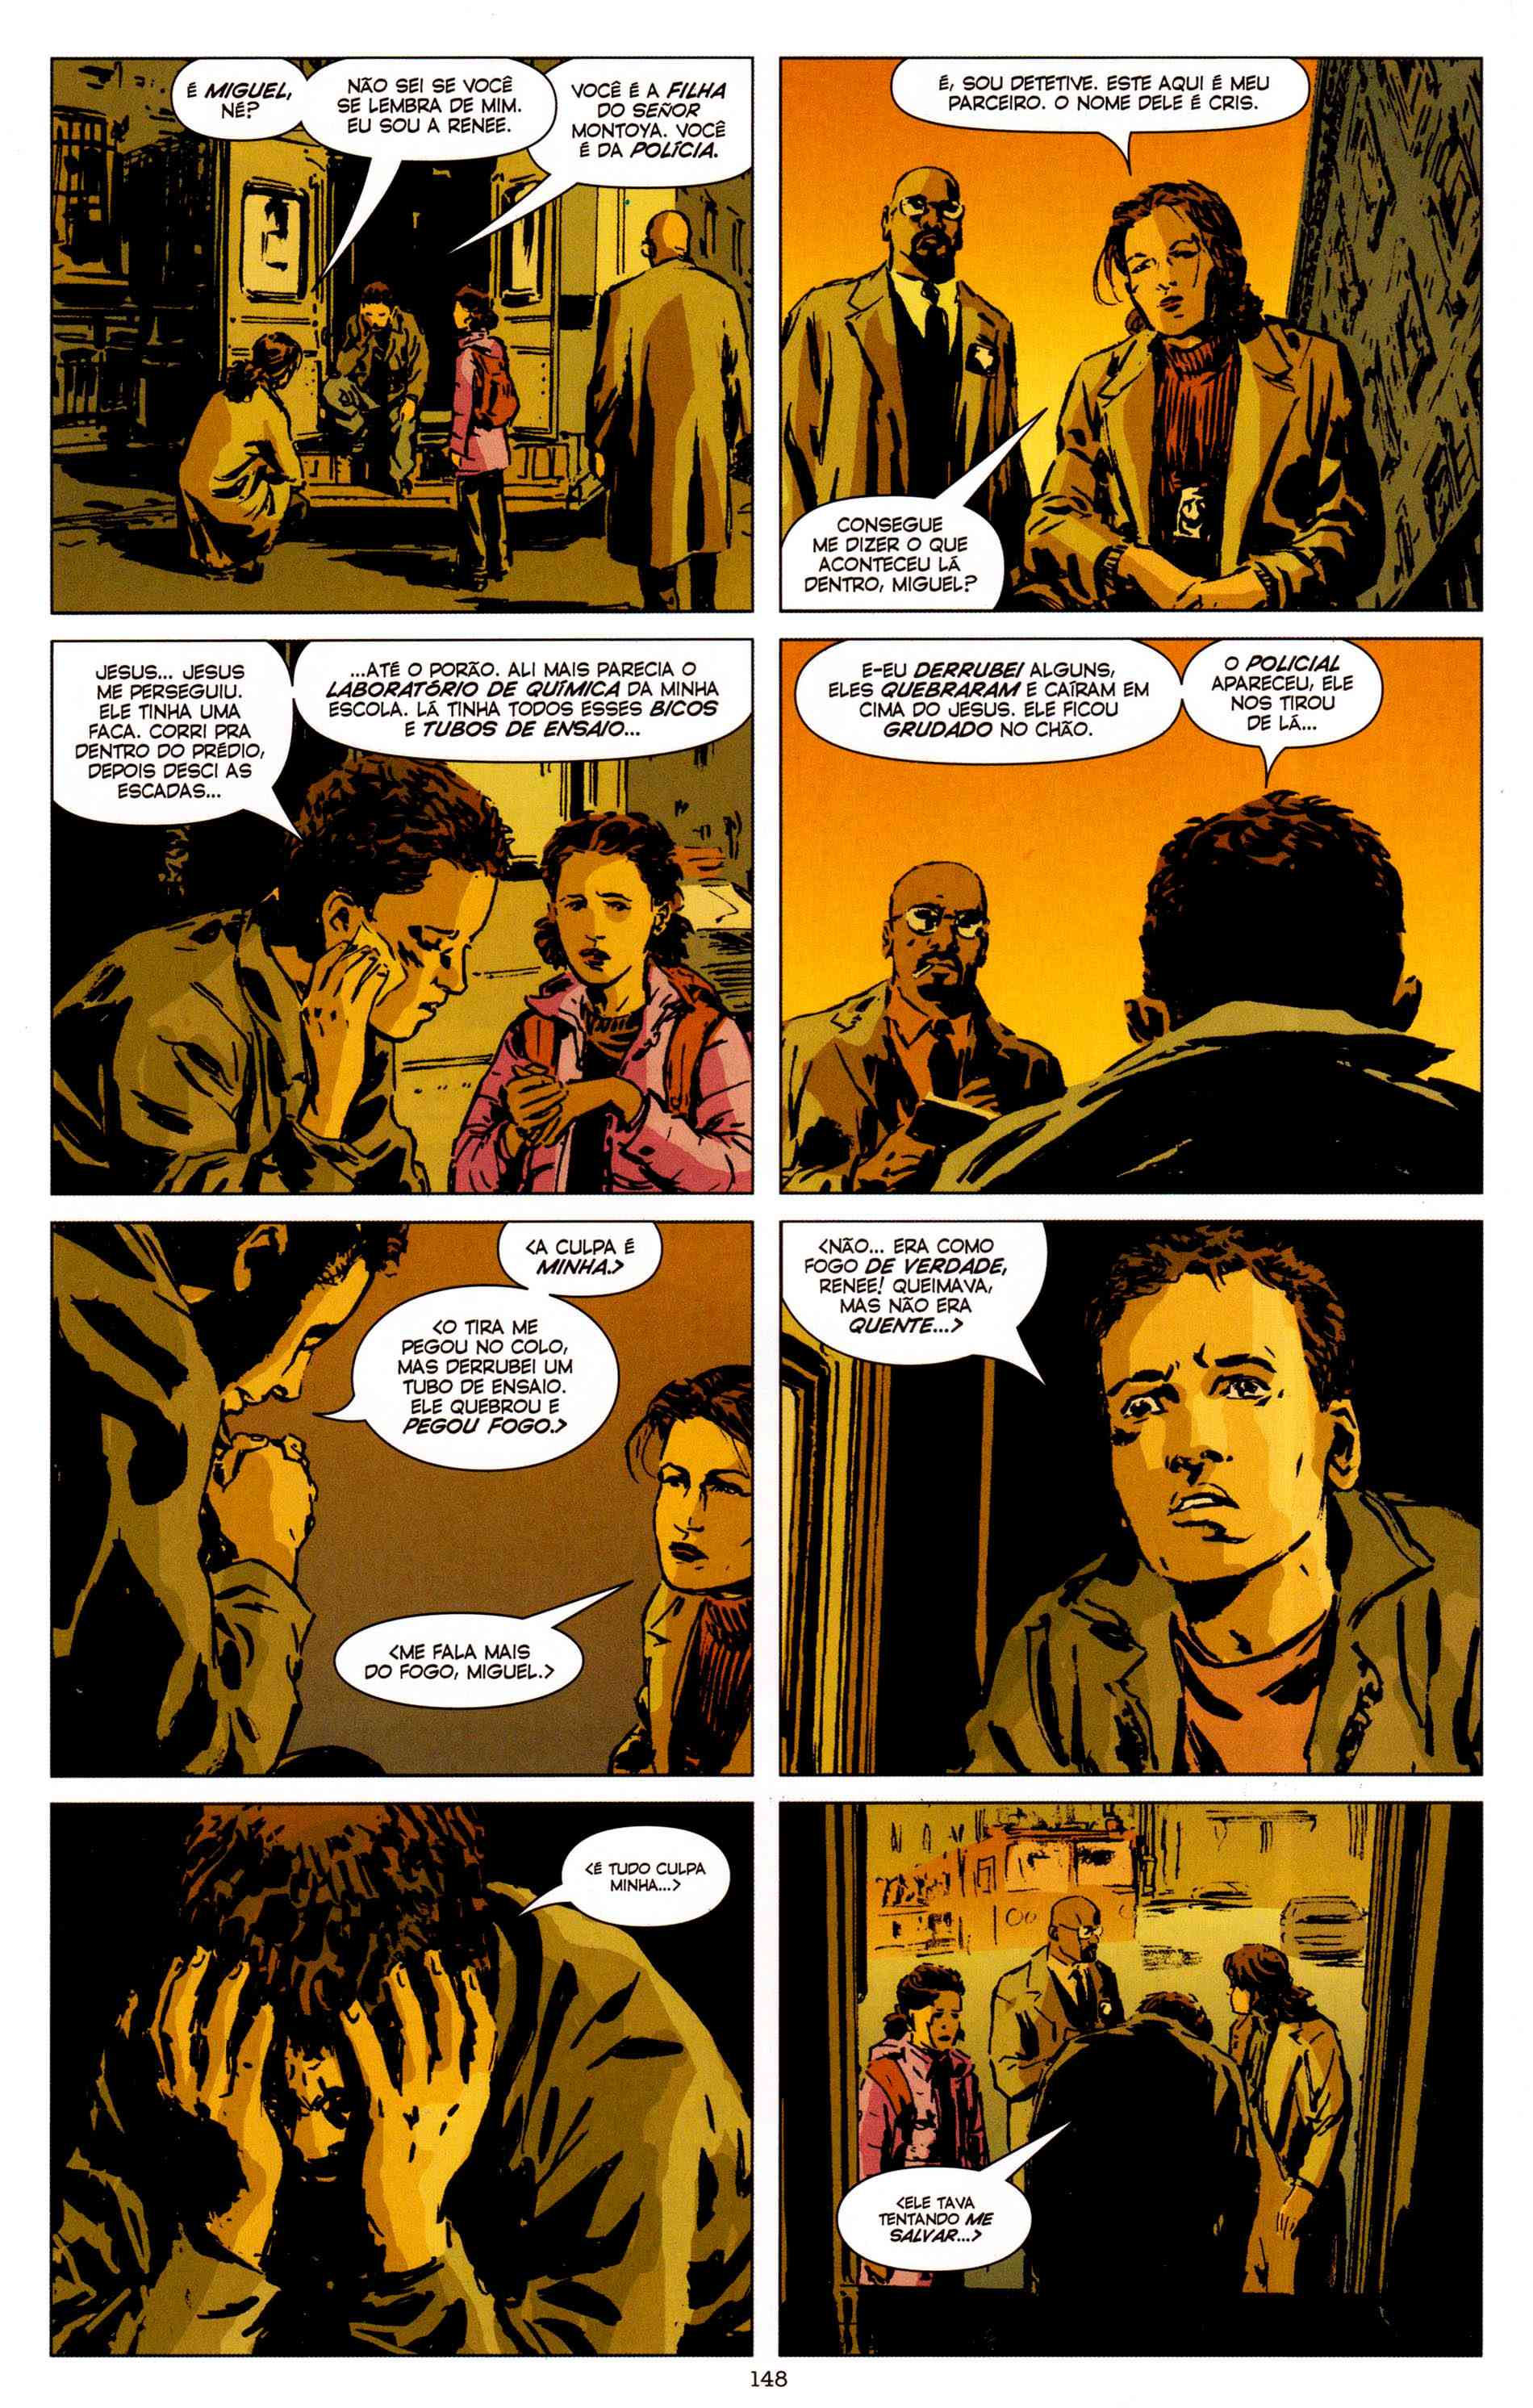 É MIGUEL,
NÉ?
NÃO SEI SE VOCÊ
SE LEMBRA DE MIM.
EU SOU A RENEE.
VOCÊ É A FILHA
DO SEÑOR
MONTOYA. VOCÊ
É DA POLÍCIA.
É, SOU DETETIVE. ESTE AQUI É MEU
PARCEIRO. O NOME DELE É CRIS.
CONSEGUE
ME DIZER O QUE
ACONTECEU LÁ
DENTRO, MIGUEL?
JESUS... JESUS
ME PERSEGUIU.
ELE TINHA UMA
FACA. CORRI PRA
DENTRO DO PRÉDIO,
DEPOIS DESCI AS
ESCADAS...
...ATÉ O PORÃO. ALI MAIS PARECIA O
LABORATÓRIO DE QUÍMICA DA MINHA
ESCOLA. LÁ TINHA TODOS ESSES BICOS
E TUBOS DE ENSAIO...
E-EU DERRUBEI ALGUNS,
ELES QUEBRARAM E CAÍRAM EM
CIMA DO JESUS. ELE FICOU
GRUDADO NO CHÃO.
O POLICIAL
APARECEU, ELE
NOS TIROU
DE LÁ...
<A CULPA É
MINHA.>
<O TIRA ME
PEGOU NO COLO,
MAS DERRUBEI UM
TUBO DE ENSAIO.
ELE QUEBROU E
PEGOU FOGO.>
<ME FALA MAIS
DO FOGO, MIGUEL.>
<NÃO... ERA COMO
FOGO DE VERDADE,
RENEE! QUEIMAVA,
MAS NÃO ERA
QUENTE...>
<É TUDO CULPA
MINHA...>
<ELE TAVA
TENTANDO ME
SALVAR...>
148